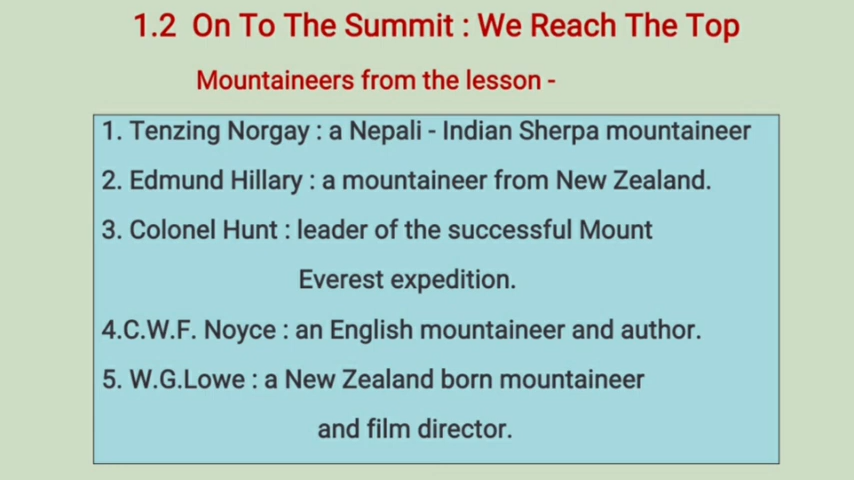 1.2 On To The Summit : We Reach The Top
Mountaineers from the lesson -
1. Tenzing Norgay : a Nepali - Indian Sherpa mountaineer
2. Edmund Hillary : a mountaineer from New Zealand.
3. Colonel Hunt : leader of the successful Mount
Everest expedition.
4.C.W.F. Noyce : an English mountaineer and author.
5. W.G.Lowe : a New Zealand born mountaineer
and film director.